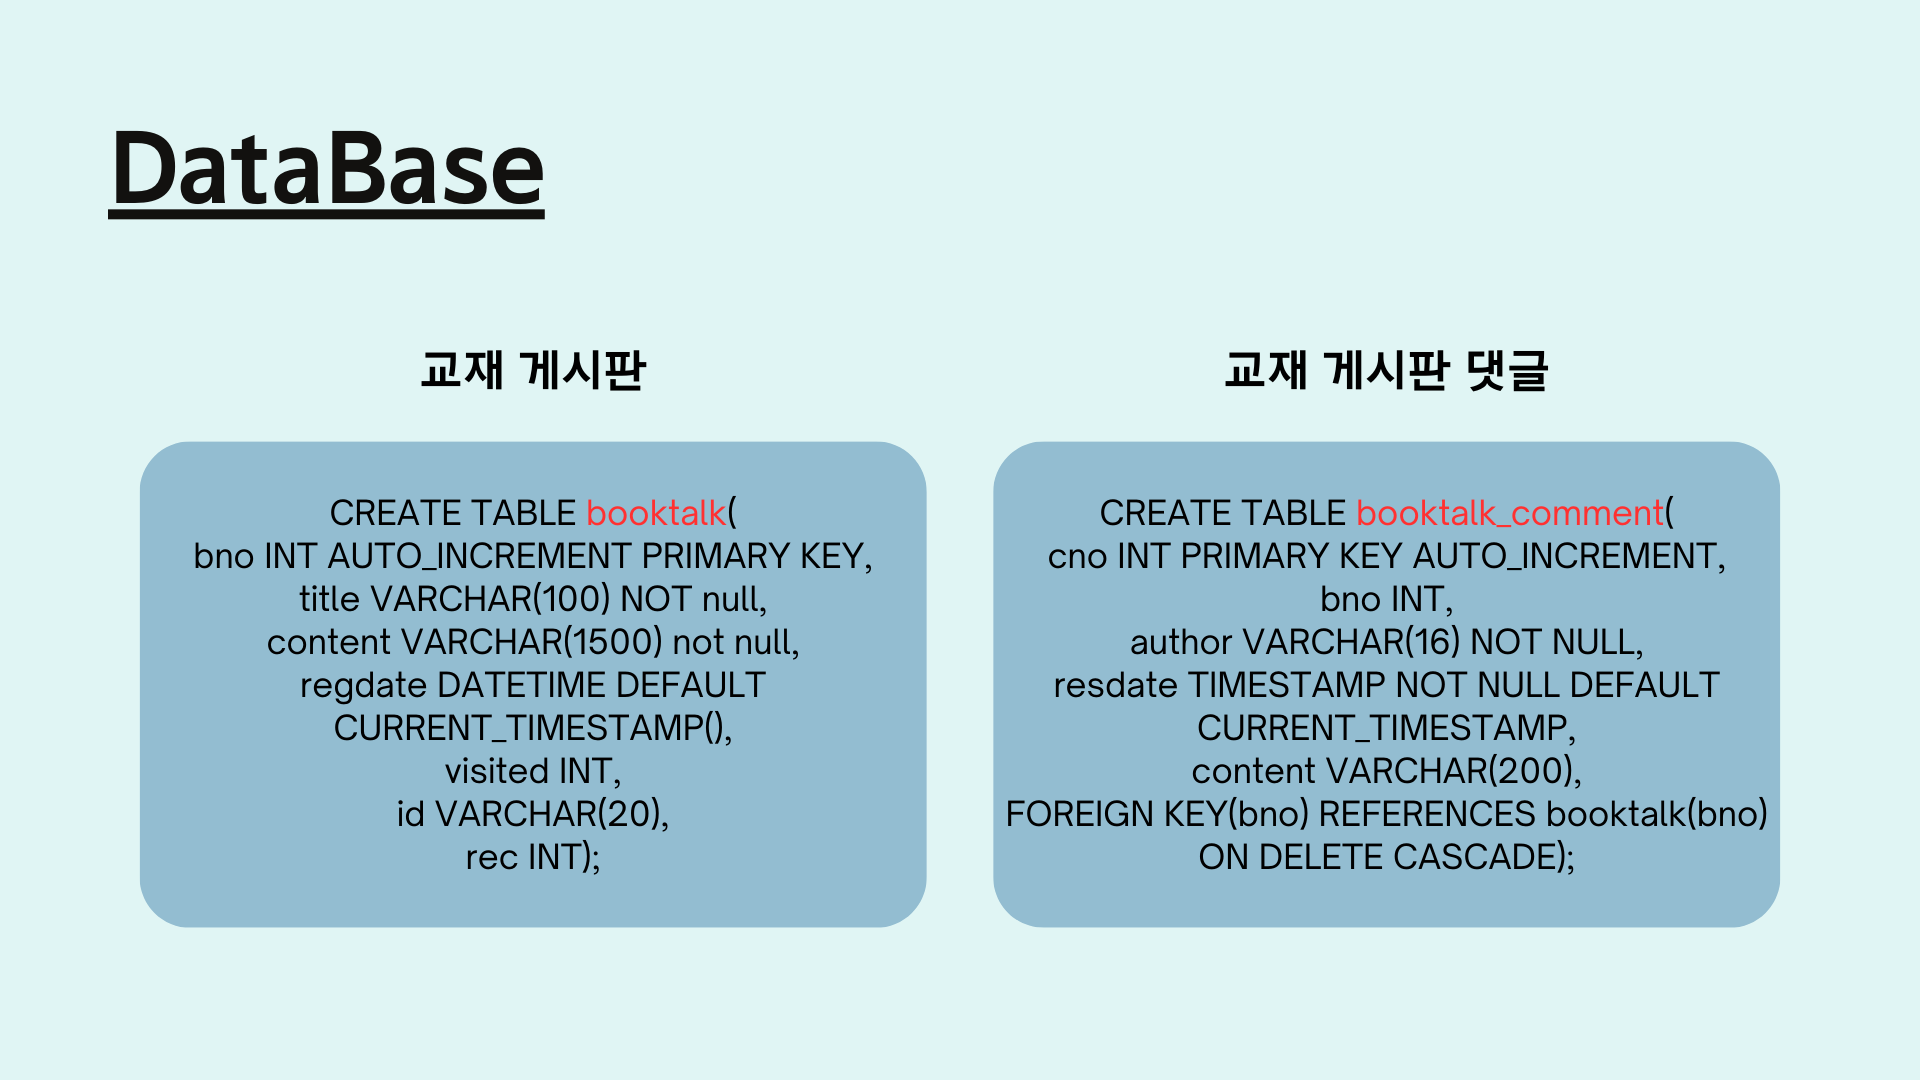 DataBase
교재 게시판
CREATE TABLE booktalk(
bno INT AUTO_INCREMENT PRIMARY KEY,
title VARCHAR(100) NOT null,
content VARCHAR(1500) not null,
regdate DATETIME DEFAULT
CURRENT_TIMESTAMP(),
visited INT,
id VARCHAR(20),
rec INT);
교재 게시판 댓글
CREATE TABLE booktalk_comment(
cno INT PRIMARY KEY AUTO_INCREMENT,
bno INT,
author VARCHAR(16) NOT NULL,
resdate TIMESTAMP NOT NULL DEFAULT
CURRENT_TIMESTAMP,
content VARCHAR(200),
FOREIGN KEY(bno) REFERENCES booktalk(bno)
ON DELETE CASCADE);